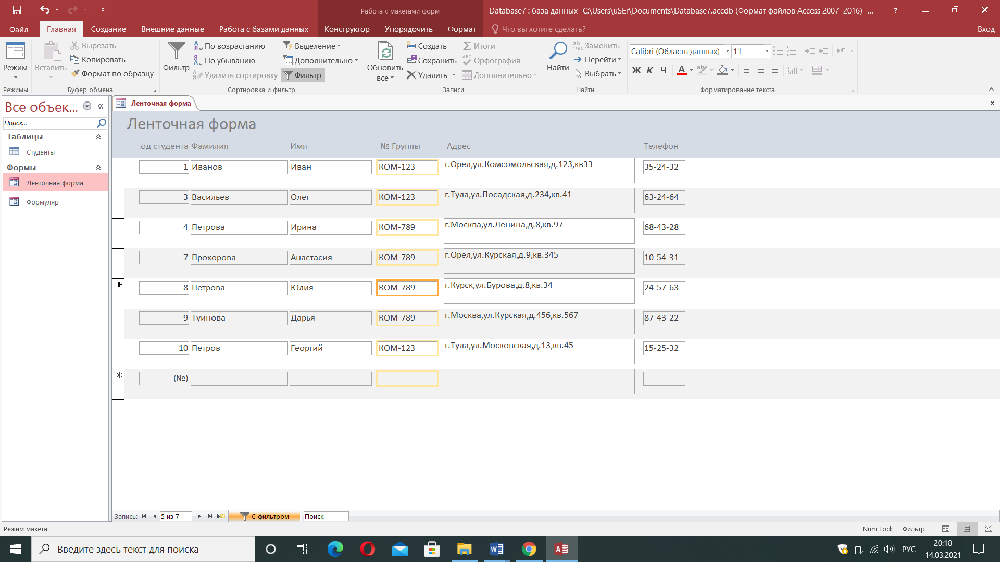 Работа с макетами форм
Database7 : база данных- C:\Users\uSEr\Documents\Database7.accdb (Формат файлов Access 2007–2016) -...
?
Файл Главная Создание Внешние данные Работа с базами данных Конструктор Упорядочить Формат Что вы хотите сделать? Вход
Режим
Режимы
Вставить
Вырезать
Копировать
Формат по образцу
Буфер обмена
Фильтр
По возрастанию
По убыванию
Удалить сортировку
Выделение
Дополнительно
Фильтр
Сортировка и фильтр
Обновить
все
Создать
Сохранить
Удалить
Итоги
Орфография
Дополнительно
Записи
Найти
Заменить
Перейти
Выбрать
Найти
Calibri (Область данных) 11
Ж К Ч А
Форматирование текста
Все объек... «
Поиск...
Таблицы
Студенты
Формы
Ленточная форма
Формуляр
Ленточная форма
Ленточная форма
Код студента Фамилия Имя № Группы Адрес Телефон
1 Иванов Иван КОМ-123 г.Орел,ул.Комсомольская,д.123,кв33 35-24-32
3 Васильев Олег КОМ-123 г.Тула,ул.Посадская,д.234,кв.41 63-24-64
4 Петрова Ирина КОМ-789 г.Москва,ул.Ленина,д.8,кв.97 68-43-28
7 Прохорова Анастасия КОМ-789 г.Орел,ул.Курская,д.9,кв.345 10-54-31
8 Петрова Юлия КОМ-789 г.Курск,ул.Бурова,д.8,кв.34 24-57-63
9 Туинова Дарья КОМ-789 г.Москва,ул.Курская,д.456,кв.567 87-43-22
10 Петров Георгий КОМ-123 г.Тула,ул.Московская,д.13,кв.45 15-25-32
(№)
Запись: 5 из 7 С фильтром Поиск
Режим макета Num Lock Фильтр
Введите здесь текст для поиска
РУС
20:18
14.03.2021